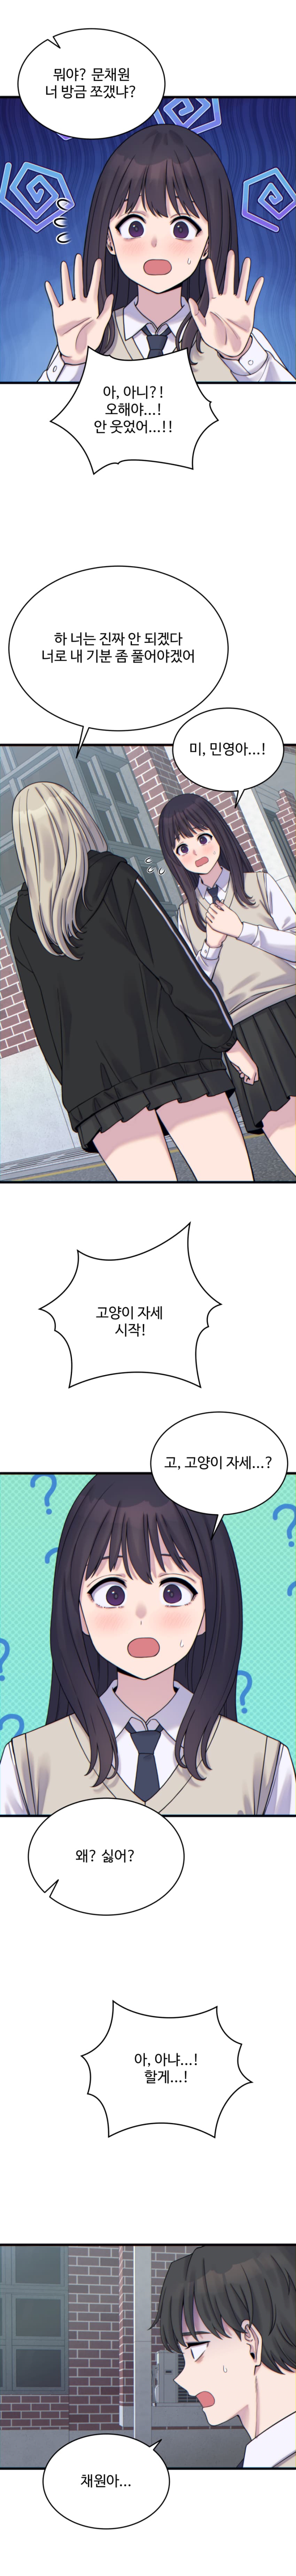 뭐야? 문채원
너 방금 쪼갰냐?
아, 아니?!
오해야...!
안 웃었어...!!
하 너는 진짜 안 되겠다
너로 내 기분 좀 풀어야겠어
미, 민영아...!
고양이 자세
시작!
고, 고양이 자세...?
왜? 싫어?
아, 아냐...!
할게...!
채원아...